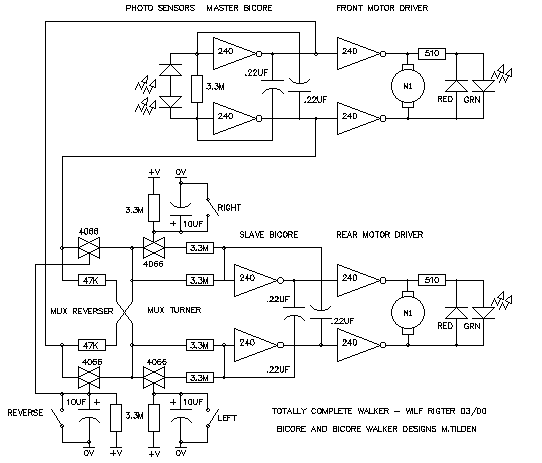 PHOTO SENSORS MASTER BICORE FRONT MOTOR DRIVER
240 240 510
.22UF
3.3M N1
.22UF RED GRN
240 240
+V 0V
3.3M RIGHT
+ 10UF
4066 4066 SLAVE BICORE REAR MOTOR DRIVER
3.3M
47K 3.3M 240 240 510
.22UF
MUX REVERSER MUX TURNER N1
.22UF RED GRN
47K 3.3M 240 240
4066 4066 3.3M .22UF
REVERSE 10UF + 3.3M + 10UF LEFT
0V +V +V 0V
TOTALLY COMPLETE WALKER – WILF RIGTER 03/00
BICORE AND BICORE WALKER DESIGNS M.TILDEN